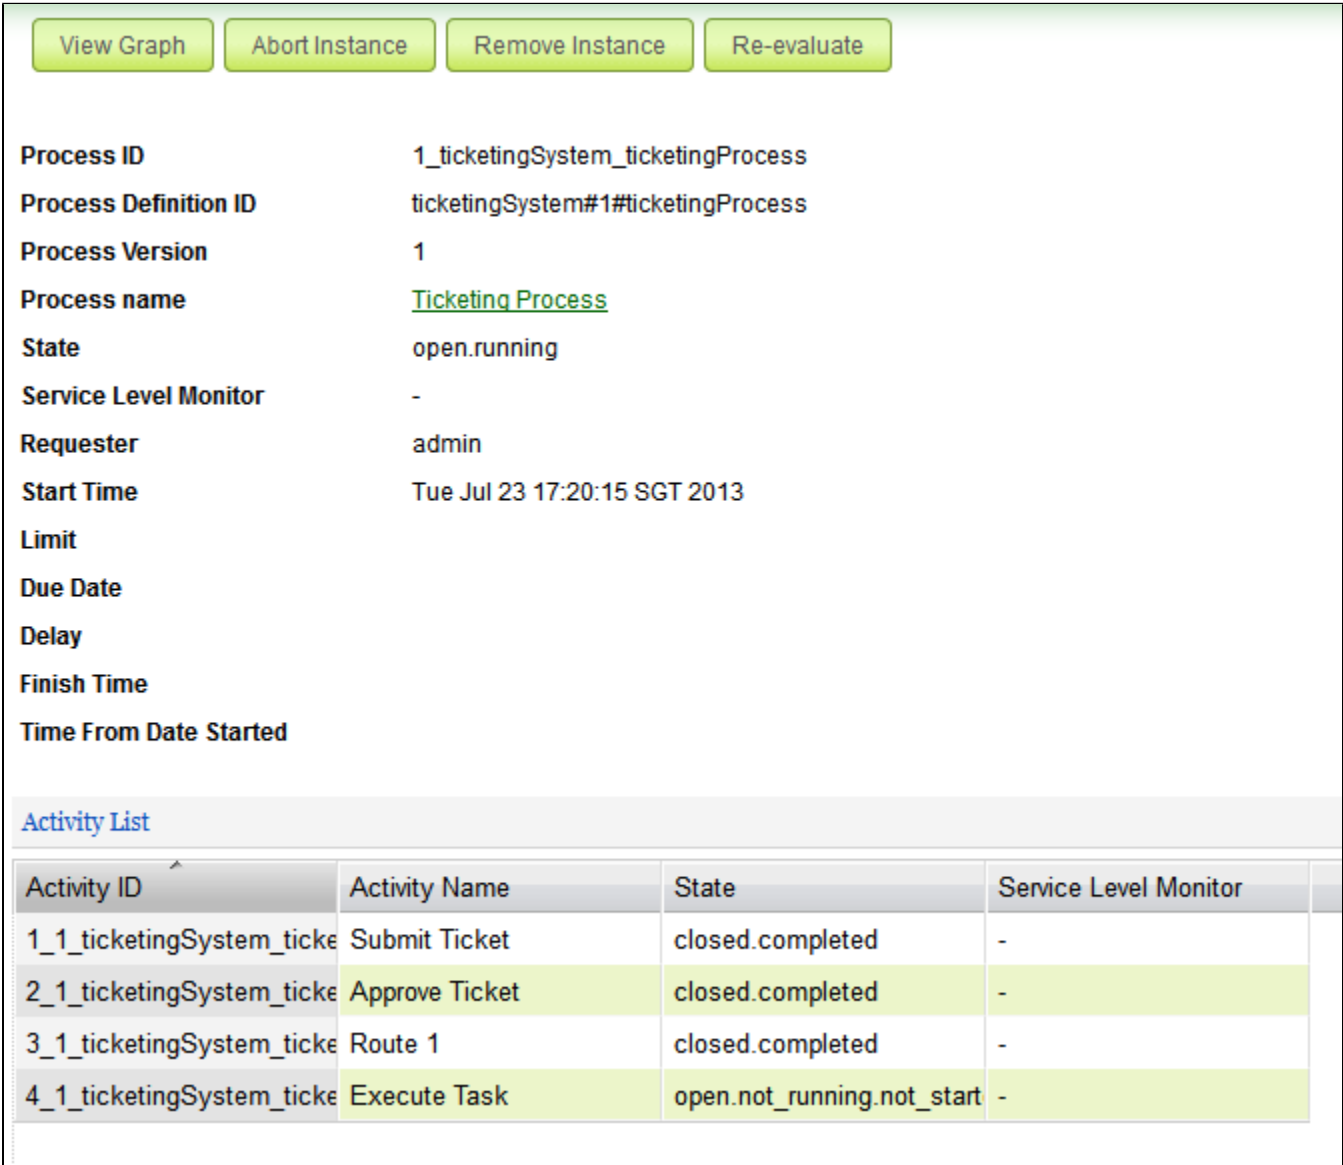 View Graph Abort Instance Remove Instance Re-evaluate
Process ID 1_ticketingSystem_ticketingProcess
Process Definition ID ticketingSystem#1#ticketingProcess
Process Version 1
Process name Ticketing Process
State open.running
Service Level Monitor -
Requester admin
Start Time Tue Jul 23 17:20:15 SGT 2013
Limit
Due Date
Delay
Finish Time
Time From Date Started
Activity List
Activity ID Activity Name State Service Level Monitor
1_1_ticketingSystem_ticke Submit Ticket closed.completed -
2_1_ticketingSystem_ticke Approve Ticket closed.completed -
3_1_ticketingSystem_ticke Route 1 closed.completed -
4_1_ticketingSystem_ticke Execute Task open.not_running.not_start -